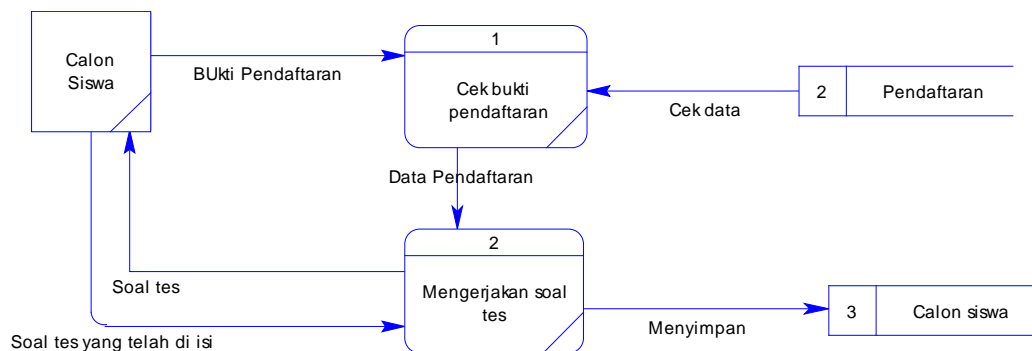 Calon
Siswa
BUkti Pendaftaran
1
Cek bukti
pendaftaran
Cek data
2 Pendaftaran
Data Pendaftaran
2
Mengerjakan soal
tes
Soal tes
Soal tes yang telah di isi
Menyimpan
3 Calon siswa